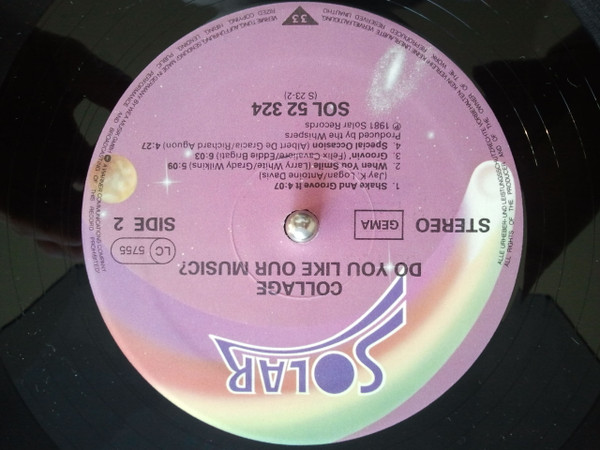 SOLAR
COLLAGE
DO YOU LIKE OUR MUSIC?
STEREO
GEMA
SIDE 2
LC 5755
1. Shake And Groove It 4:07
Jay K. Logan/Antoine Davis)
2. When You Smile (Larry White/Grady Wilkins) 5:09
3. Groovin' (Felix Cavaliere/Eddie Brigati) 5:03
4. Special Occasion (Albert De Gracia/Richard Aguon) 4:27
Produced by the Whispers
℗ 1981 Solar Records
SOL 52 324
(S 23-2)
33